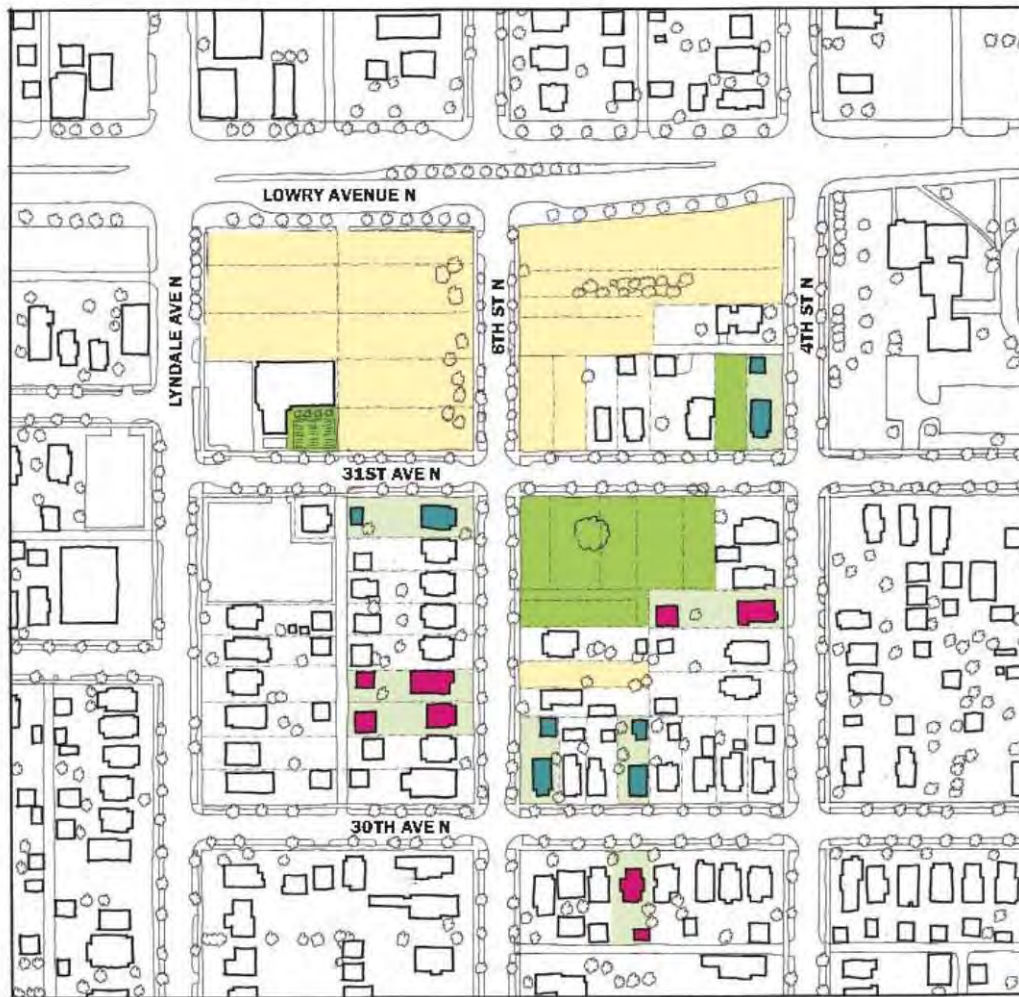 LOWRY AVENUE N
LYNDALE AVE N
6TH ST N
4TH ST N
31ST AVE N
30TH AVE N